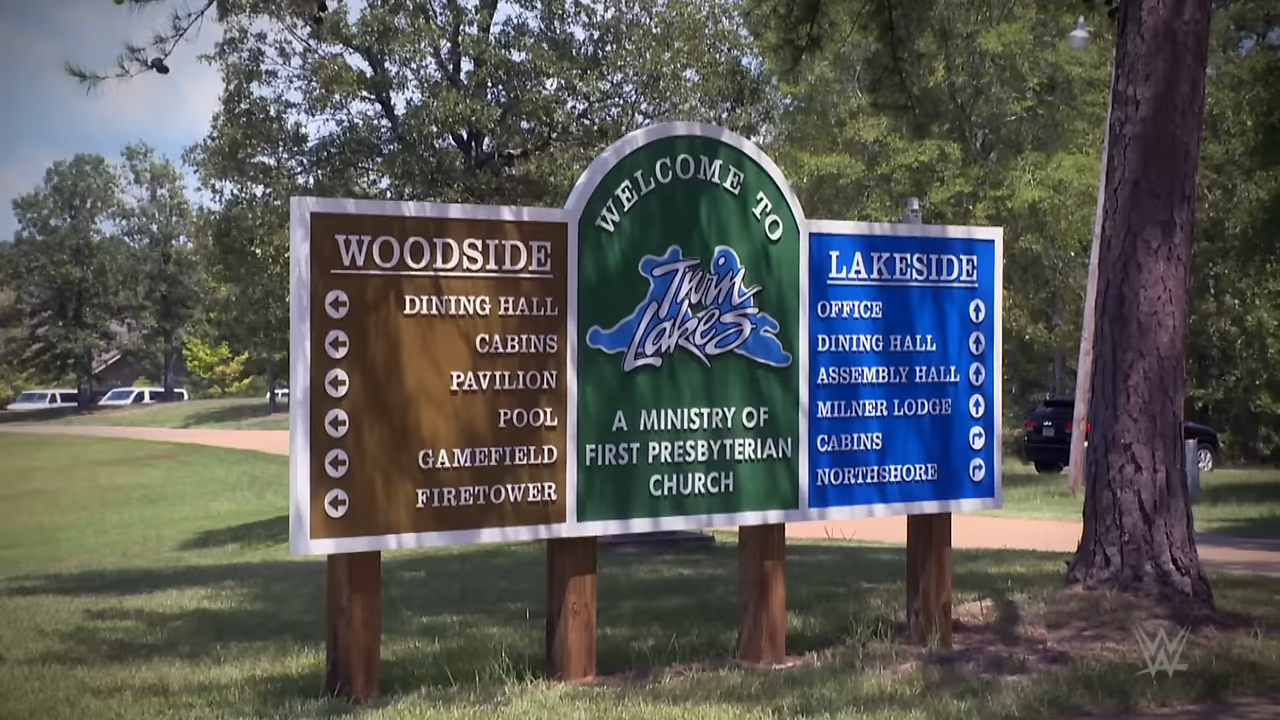 WOODSIDE
DINING HALL
CABINS
PAVILION
POOL
GAMEFIELD
FIRETOWER
WELCOME TO
Twin
Lakes
A MINISTRY OF
FIRST PRESBYTERIAN
CHURCH
LAKESIDE
OFFICE
DINING HALL
ASSEMBLY HALL
MILNER LODGE
CABINS
NORTHSHORE
W